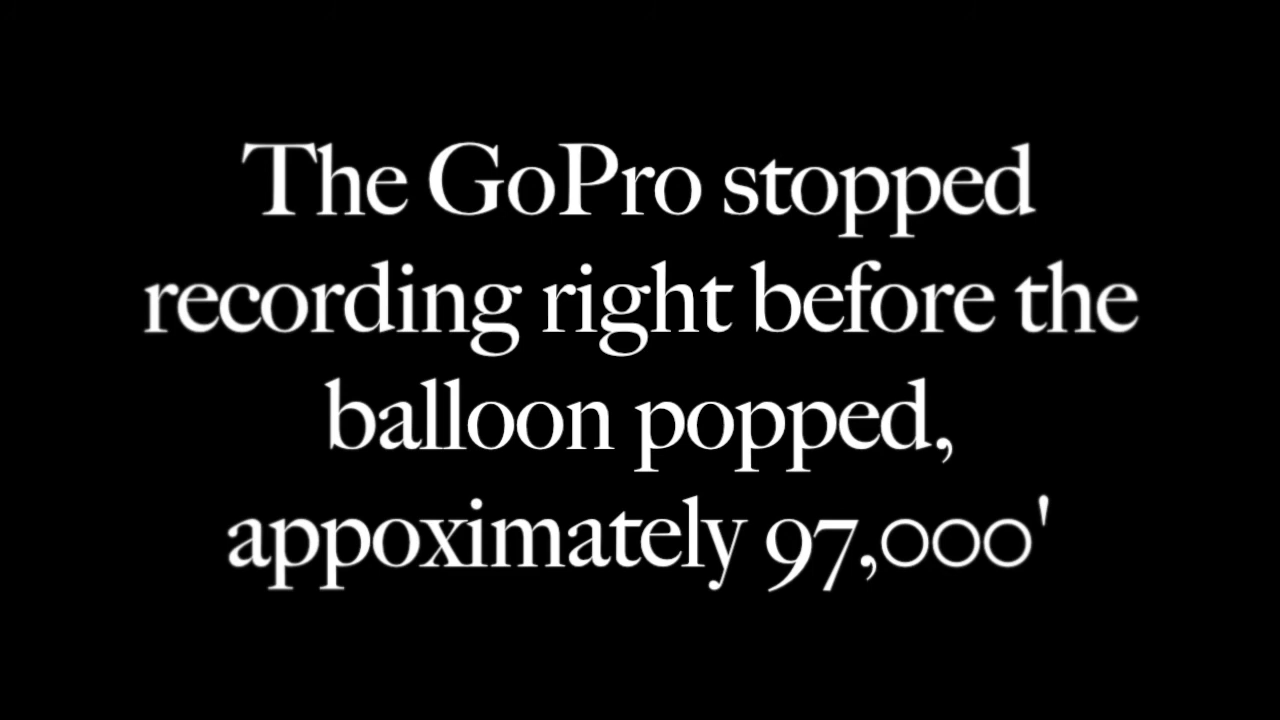 The GoPro stopped
recording right before the
balloon popped,
appoximately 97,000'